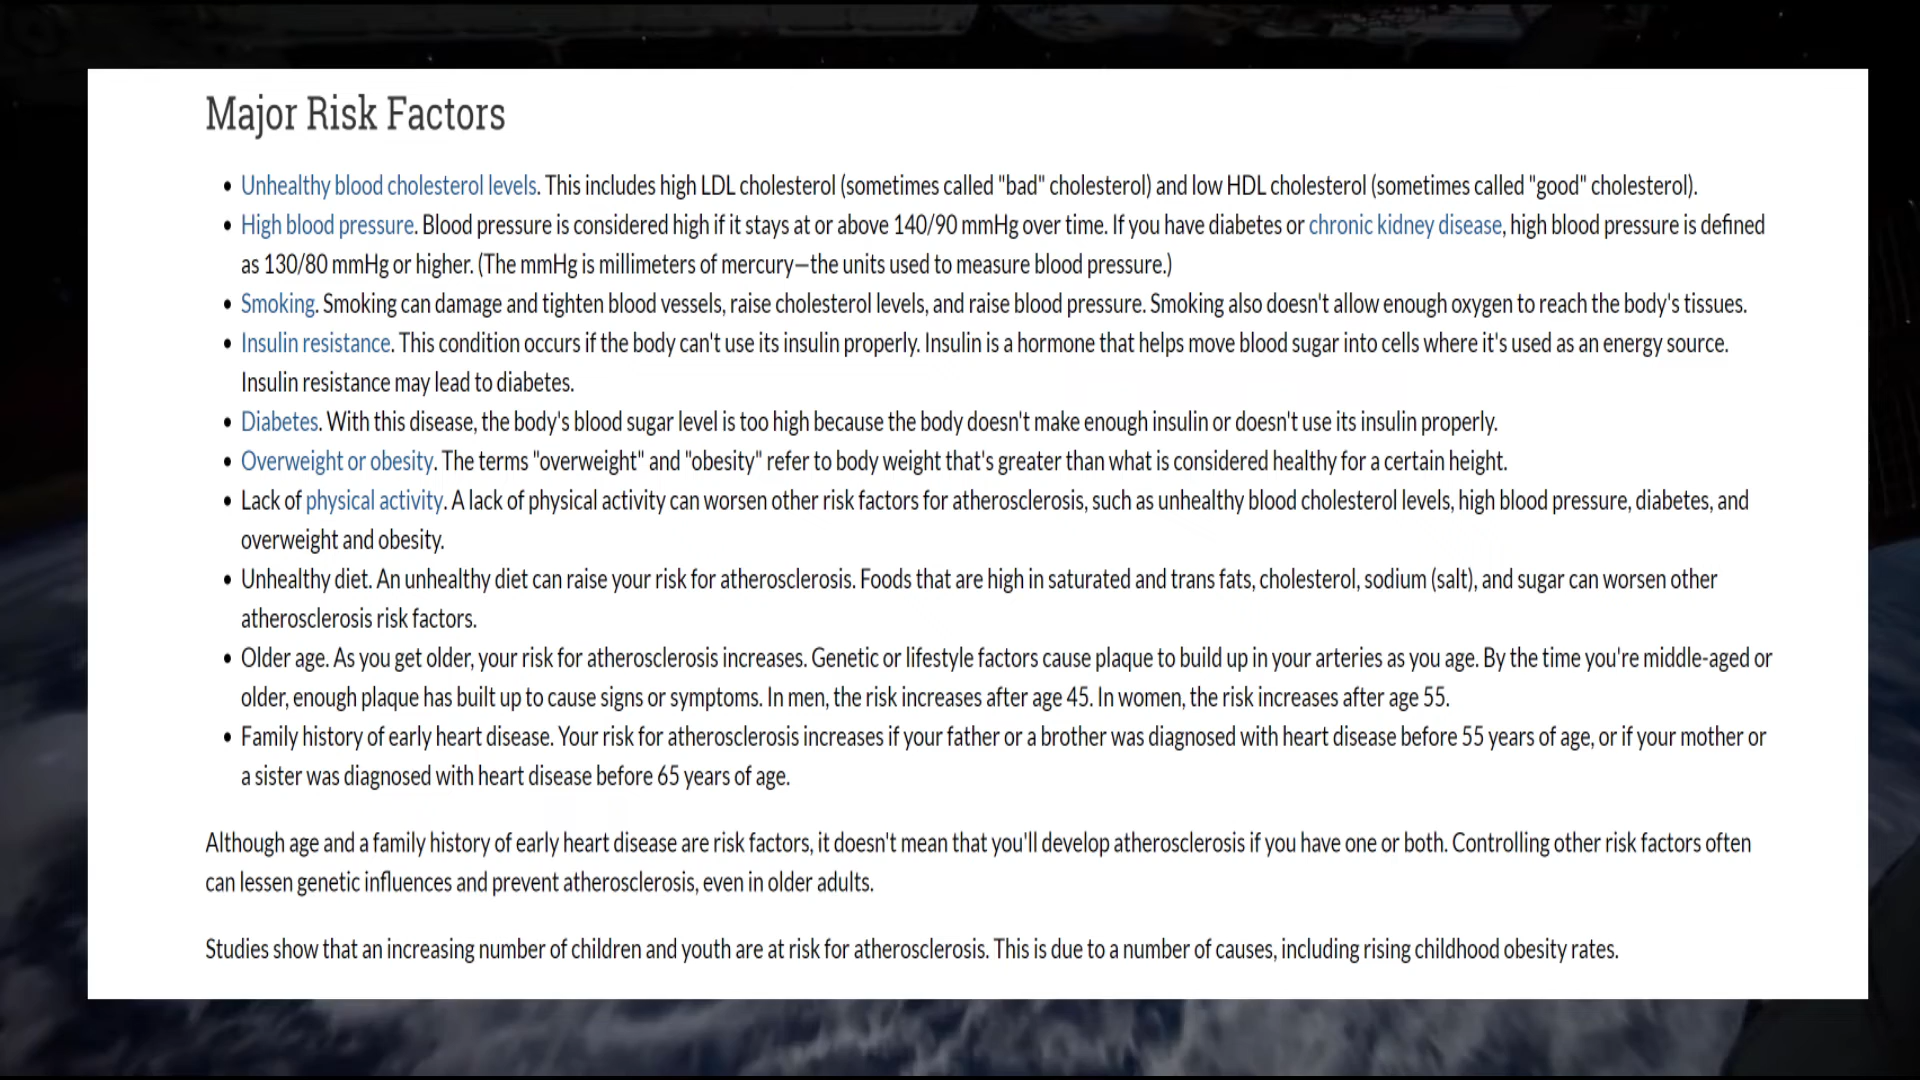 Major Risk Factors
• Unhealthy blood cholesterol levels. This includes high LDL cholesterol (sometimes called "bad" cholesterol) and low HDL cholesterol (sometimes called "good" cholesterol).
• High blood pressure. Blood pressure is considered high if it stays at or above 140/90 mmHg over time. If you have diabetes or chronic kidney disease, high blood pressure is defined
as 130/80 mmHg or higher. (The mmHg is millimeters of mercury—the units used to measure blood pressure.)
• Smoking. Smoking can damage and tighten blood vessels, raise cholesterol levels, and raise blood pressure. Smoking also doesn't allow enough oxygen to reach the body's tissues.
• Insulin resistance. This condition occurs if the body can't use its insulin properly. Insulin is a hormone that helps move blood sugar into cells where it's used as an energy source.
Insulin resistance may lead to diabetes.
• Diabetes. With this disease, the body's blood sugar level is too high because the body doesn't make enough insulin or doesn't use its insulin properly.
• Overweight or obesity. The terms "overweight" and "obesity" refer to body weight that's greater than what is considered healthy for a certain height.
• Lack of physical activity. A lack of physical activity can worsen other risk factors for atherosclerosis, such as unhealthy blood cholesterol levels, high blood pressure, diabetes, and
overweight and obesity.
• Unhealthy diet. An unhealthy diet can raise your risk for atherosclerosis. Foods that are high in saturated and trans fats, cholesterol, sodium (salt), and sugar can worsen other
atherosclerosis risk factors.
• Older age. As you get older, your risk for atherosclerosis increases. Genetic or lifestyle factors cause plaque to build up in your arteries as you age. By the time you're middle-aged or
older, enough plaque has built up to cause signs or symptoms. In men, the risk increases after age 45. In women, the risk increases after age 55.
• Family history of early heart disease. Your risk for atherosclerosis increases if your father or a brother was diagnosed with heart disease before 55 years of age, or if your mother or
a sister was diagnosed with heart disease before 65 years of age.
Although age and a family history of early heart disease are risk factors, it doesn't mean that you'll develop atherosclerosis if you have one or both. Controlling other risk factors often
can lessen genetic influences and prevent atherosclerosis, even in older adults.
Studies show that an increasing number of children and youth are at risk for atherosclerosis. This is due to a number of causes, including rising childhood obesity rates.